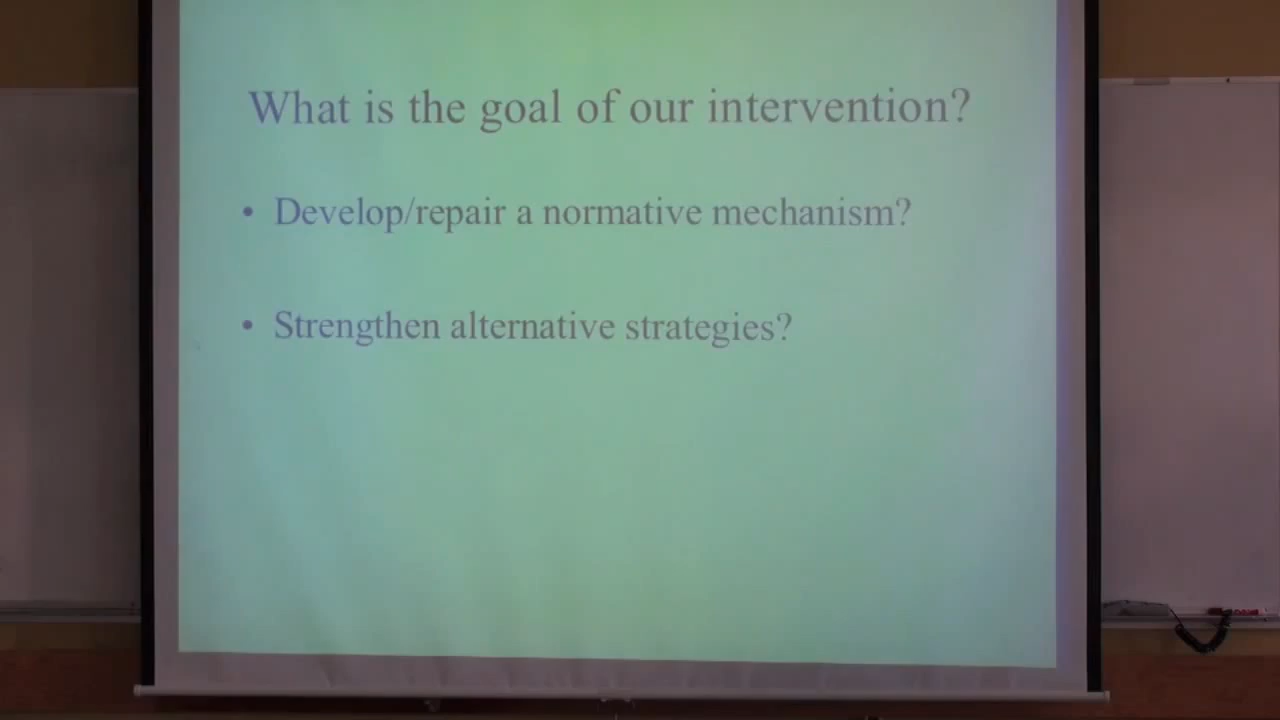 What is the goal of our intervention?
• Develop/repair a normative mechanism?
• Strengthen alternative strategies?